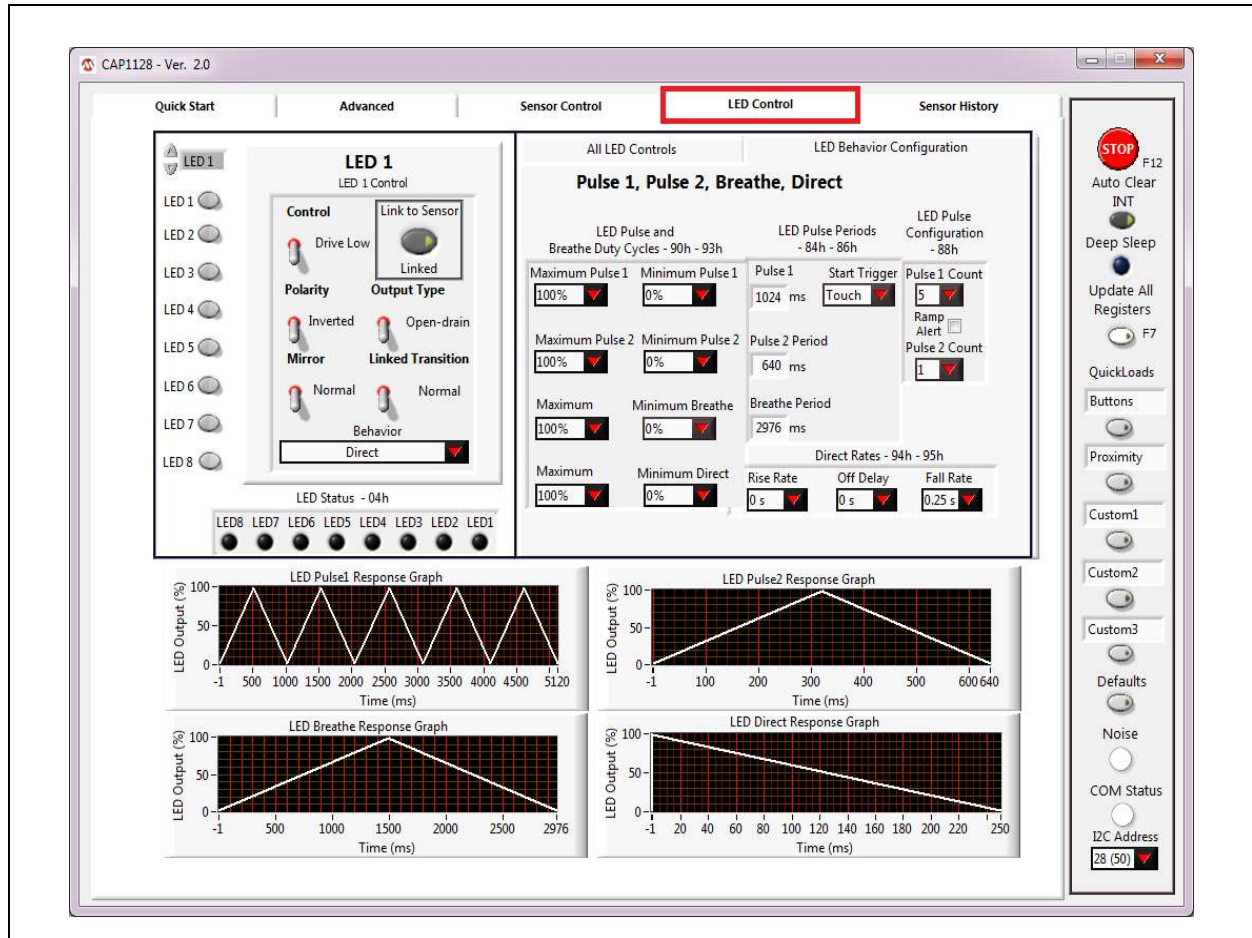 CAP1128 - Ver. 2.0
Quick Start
Advanced
Sensor Control
LED Control
Sensor History
LED 1
LED 1
LED 2
LED 3
LED 4
LED 5
LED 6
LED 7
LED 8
LED 1
LED 1 Control
Control
Drive Low
Link to Sensor
Linked
Polarity
Inverted
Output Type
Open-drain
Mirror
Normal
Linked Transition
Normal
Behavior
Direct
LED Status - 04h
LED8 LED7 LED6 LED5 LED4 LED3 LED2 LED1
All LED Controls
LED Behavior Configuration
Pulse 1, Pulse 2, Breathe, Direct
LED Pulse and
Breathe Duty Cycles - 90h - 93h
Maximum Pulse 1
100%
Minimum Pulse 1
0%
Maximum Pulse 2
100%
Minimum Pulse 2
0%
Maximum
100%
Minimum Breathe
0%
Maximum
100%
Minimum Direct
0%
LED Pulse Periods
- 84h - 86h
Pulse 1
1024 ms
Start Trigger
Touch
Pulse 2 Period
640 ms
Breathe Period
2976 ms
LED Pulse
Configuration
- 88h
Pulse 1 Count
5
Ramp
Alert
Pulse 2 Count
1
Direct Rates - 94h - 95h
Rise Rate
0 s
Off Delay
0 s
Fall Rate
0.25 s
LED Pulse1 Response Graph
LED Output (%)
100
50
0
-1 500 1000 1500 2000 2500 3000 3500 4000 4500 5120
Time (ms)
LED Pulse2 Response Graph
LED Output (%)
100
50
0
-1 100 200 300 400 500 600 640
Time (ms)
LED Breathe Response Graph
LED Output (%)
100
50
0
-1 500 1000 1500 2000 2500 2976
Time (ms)
LED Direct Response Graph
LED Output (%)
100
50
0
-1 20 40 60 80 100 120 140 160 180 200 220 250
Time (ms)
STOP
F12
Auto Clear
INT
Deep Sleep
Update All
Registers
F7
QuickLoads
Buttons
Proximity
Custom1
Custom2
Custom3
Defaults
Noise
COM Status
I2C Address
28 (50)